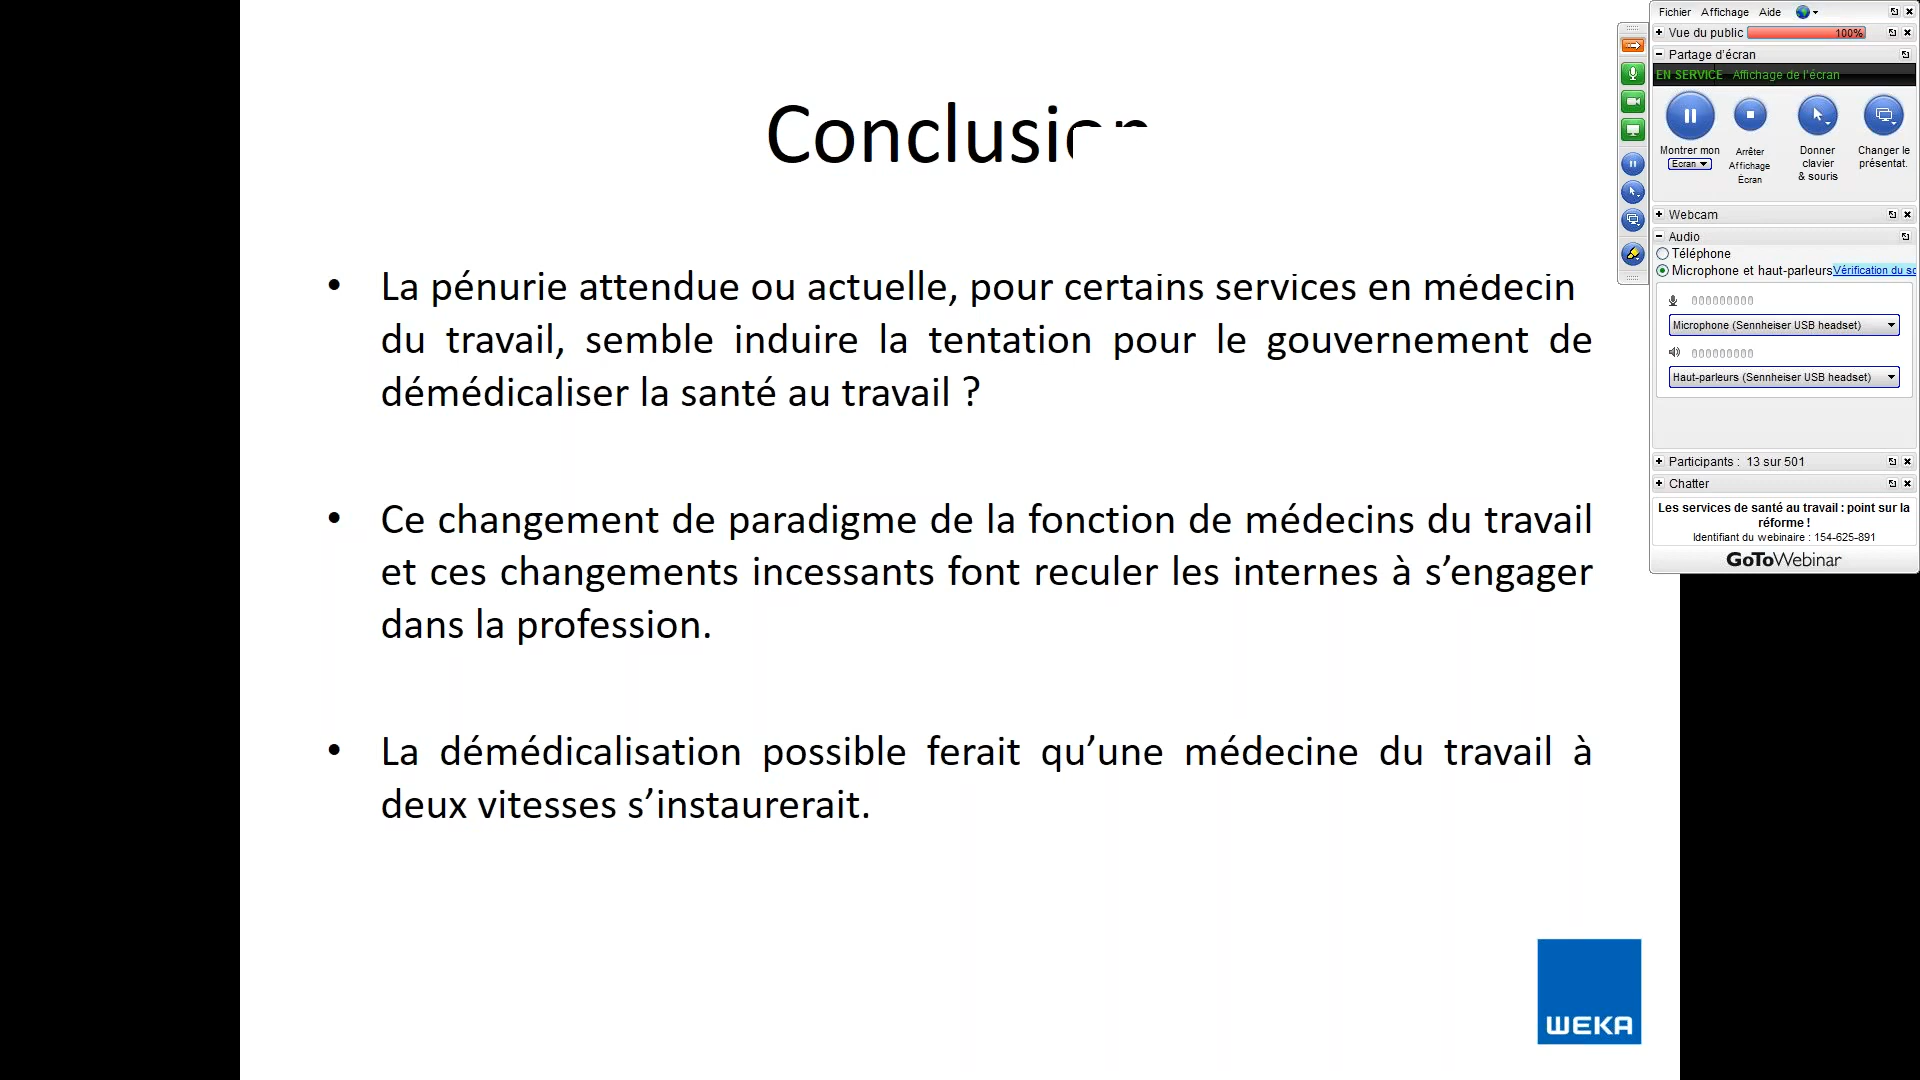 Conclusion
• La pénurie attendue ou actuelle, pour certains services en médecin
du travail, semble induire la tentation pour le gouvernement de
démédicaliser la santé au travail ?
• Ce changement de paradigme de la fonction de médecins du travail
et ces changements incessants font reculer les internes à s’engager
dans la profession.
• La démédicalisation possible ferait qu’une médecine du travail à
deux vitesses s’instaurerait.
WEKA
Fichier Affichage Aide
Vue du public 100%
Partage d'écran
EN SERVICE Affichage de l'écran
Montrer mon
Ecran
Arrêter
Affichage
Écran
Donner
clavier
& souris
Changer le
présentat.
Webcam
Audio
Téléphone
Microphone et haut-parleurs Vérification du so
000000000
Microphone (Sennheiser USB headset)
000000000
Haut-parleurs (Sennheiser USB headset)
Participants : 13 sur 501
Chatter
Les services de santé au travail : point sur la
réforme !
Identifiant du webinaire : 154-625-891
GoToWebinar